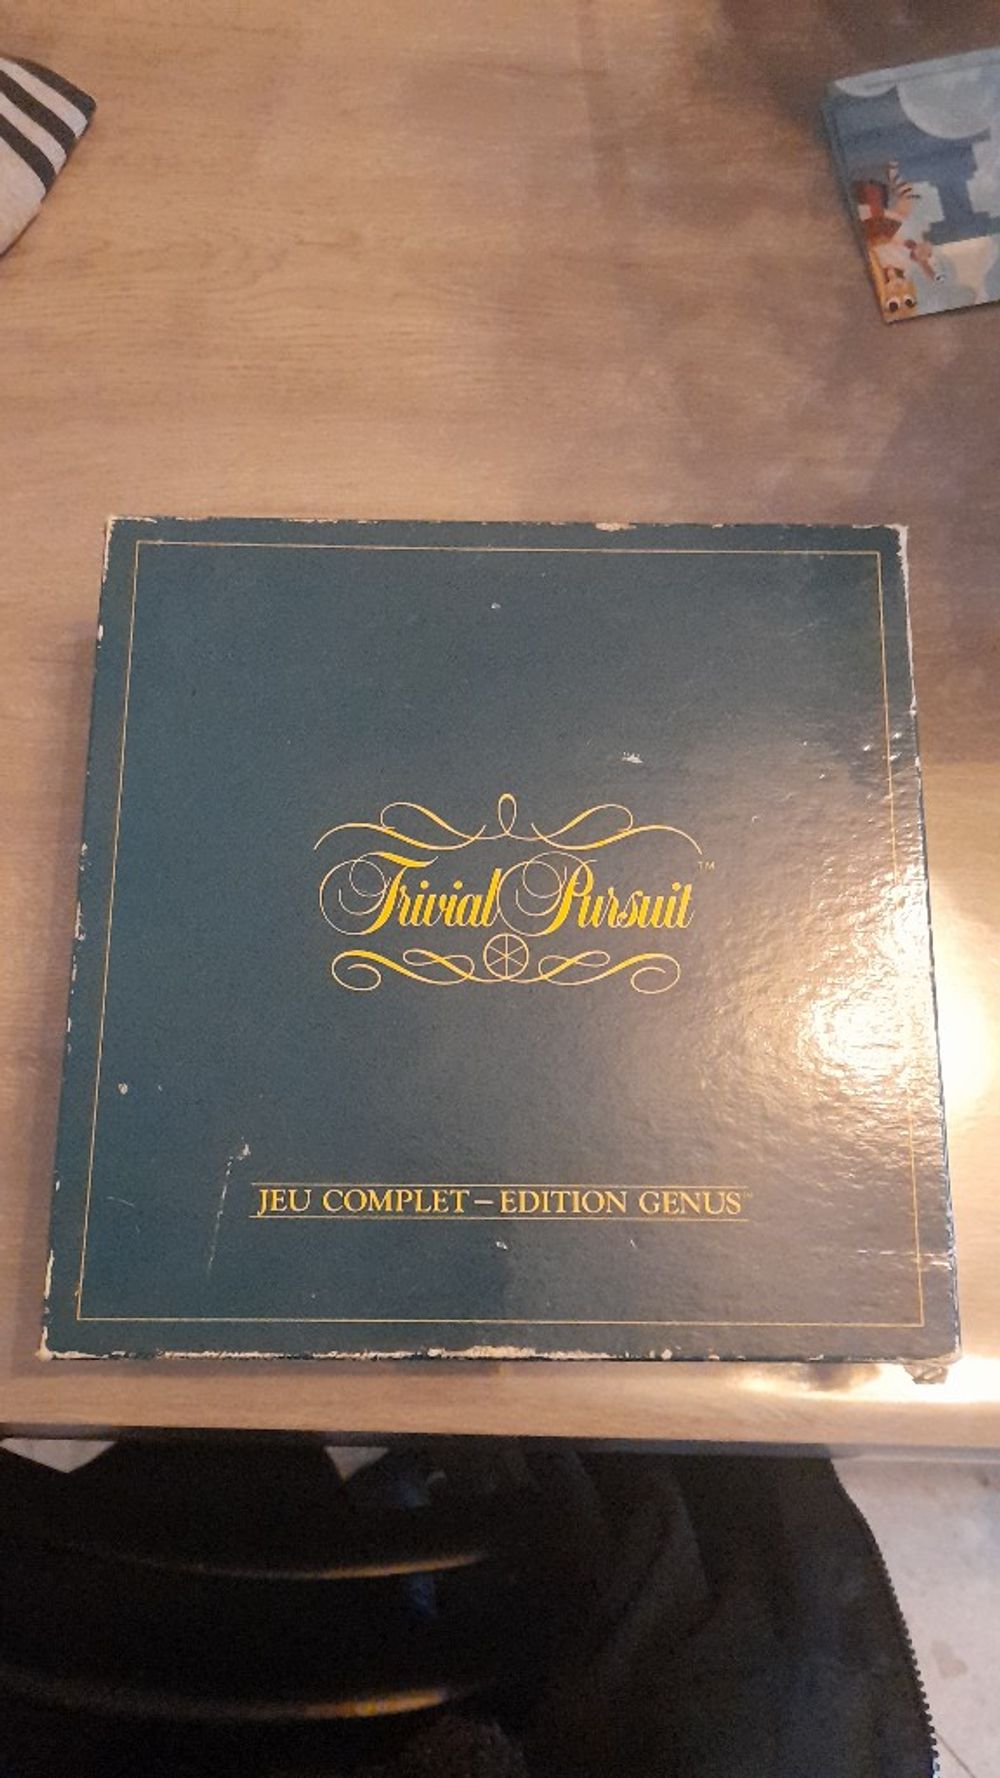 Trivial Pursuit™
JEU COMPLET – EDITION GENUS™